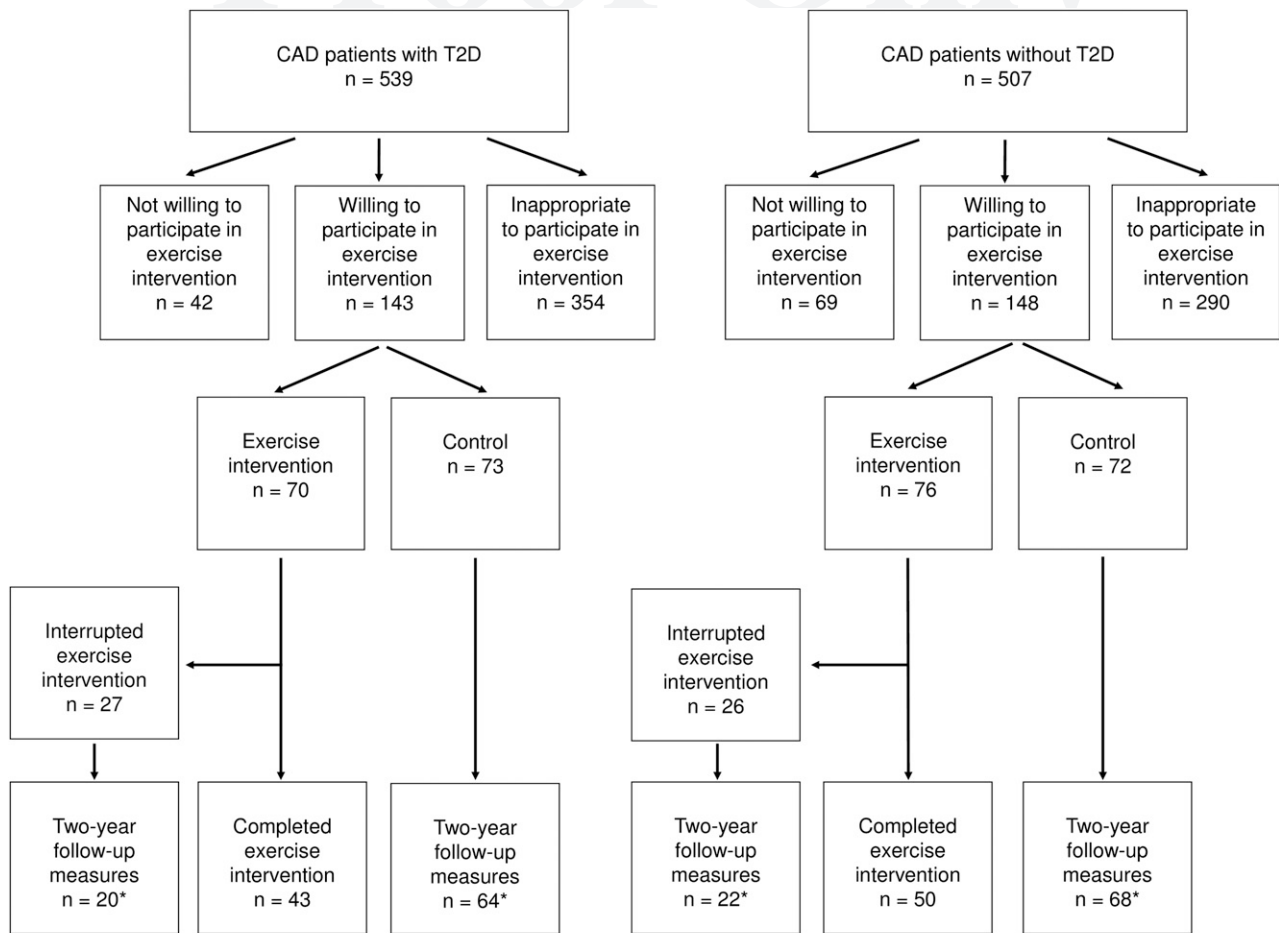 CAD patients with T2D
n = 539
CAD patients without T2D
n = 507
Not willing to
participate in
exercise
intervention
n = 42
Willing to
participate in
exercise
intervention
n = 143
Inappropriate
to participate in
exercise
intervention
n = 354
Not willing to
participate in
exercise
intervention
n = 69
Willing to
participate in
exercise
intervention
n = 148
Inappropriate
to participate in
exercise
intervention
n = 290
Exercise
intervention
n = 70
Control
n = 73
Exercise
intervention
n = 76
Control
n = 72
Interrupted
exercise
intervention
n = 27
Interrupted
exercise
intervention
n = 26
Two-year
follow-up
measures
n = 20*
Completed
exercise
intervention
n = 43
Two-year
follow-up
measures
n = 64*
Two-year
follow-up
measures
n = 22*
Completed
exercise
intervention
n = 50
Two-year
follow-up
measures
n = 68*